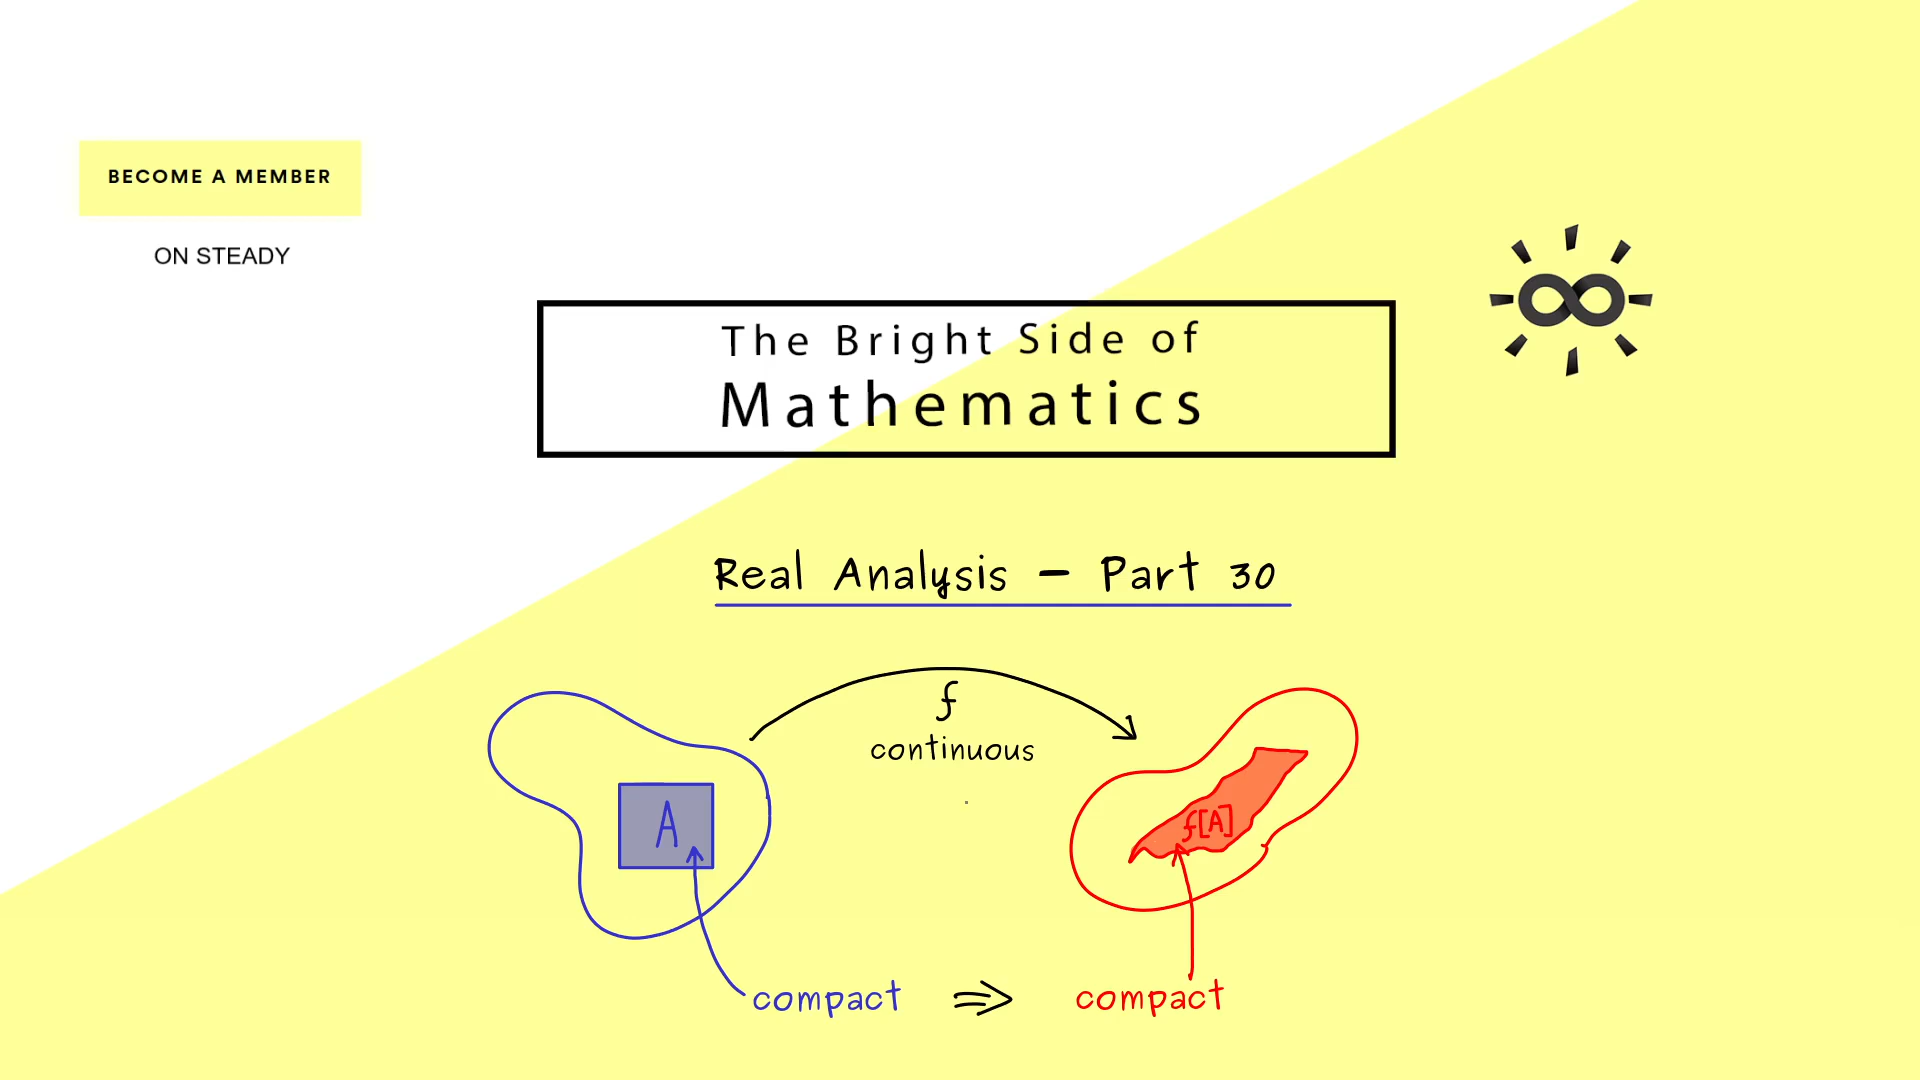 BECOME A MEMBER
ON STEADY
The Bright Side of
Mathematics
Real Analysis – Part 30
f
continuous
A
f[A]
compact ⇒ compact